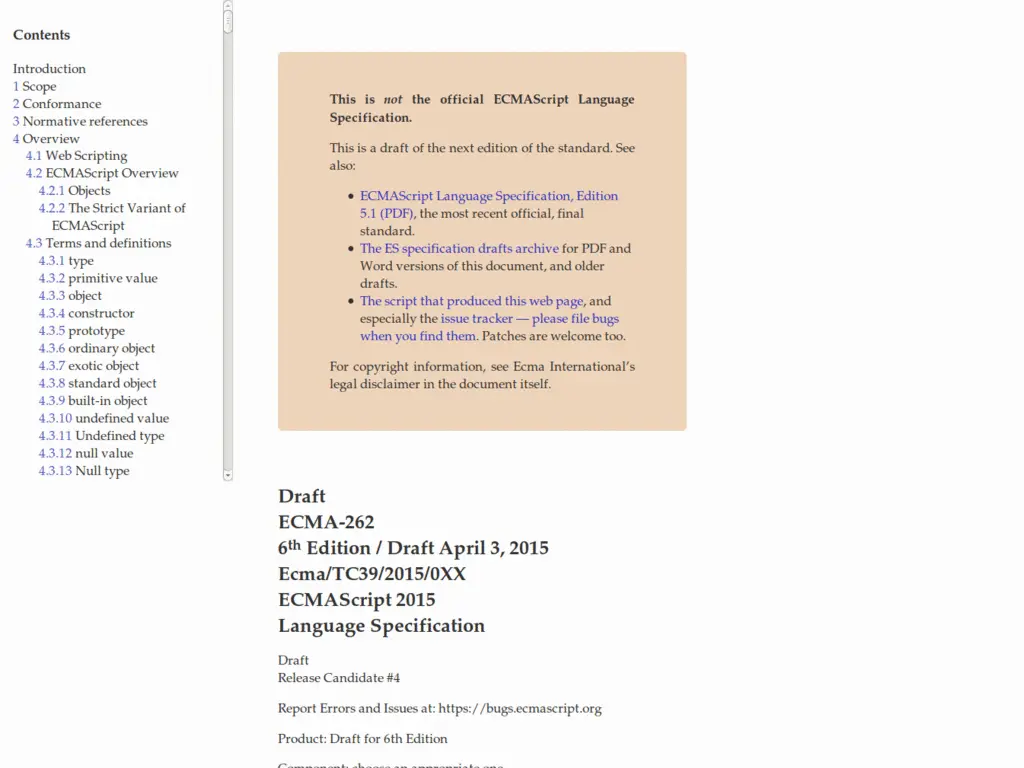 Contents
Introduction
1 Scope
2 Conformance
3 Normative references
4 Overview
4.1 Web Scripting
4.2 ECMAScript Overview
4.2.1 Objects
4.2.2 The Strict Variant of
ECMAScript
4.3 Terms and definitions
4.3.1 type
4.3.2 primitive value
4.3.3 object
4.3.4 constructor
4.3.5 prototype
4.3.6 ordinary object
4.3.7 exotic object
4.3.8 standard object
4.3.9 built-in object
4.3.10 undefined value
4.3.11 Undefined type
4.3.12 null value
4.3.13 Null type
This is not the official ECMAScript Language
Specification.
This is a draft of the next edition of the standard. See
also:
• ECMAScript Language Specification, Edition
5.1 (PDF), the most recent official, final
standard.
• The ES specification drafts archive for PDF and
Word versions of this document, and older
drafts.
• The script that produced this web page, and
especially the issue tracker — please file bugs
when you find them. Patches are welcome too.
For copyright information, see Ecma International's
legal disclaimer in the document itself.
Draft
ECMA-262
6th Edition / Draft April 3, 2015
Ecma/TC39/2015/0XX
ECMAScript 2015
Language Specification
Draft
Release Candidate #4
Report Errors and Issues at: https://bugs.ecmascript.org
Product: Draft for 6th Edition
Component: choose an appropriate one